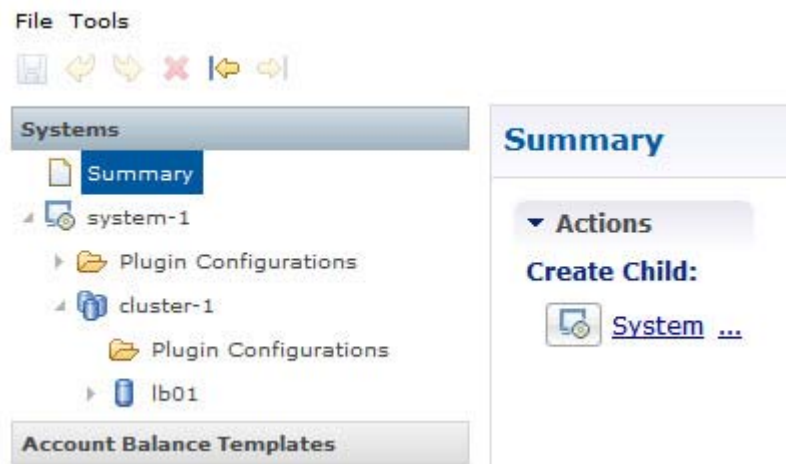 File Tools
Systems
Summary
system-1
Plugin Configurations
cluster-1
Plugin Configurations
lb01
Account Balance Templates
Summary
Actions
Create Child:
System ...